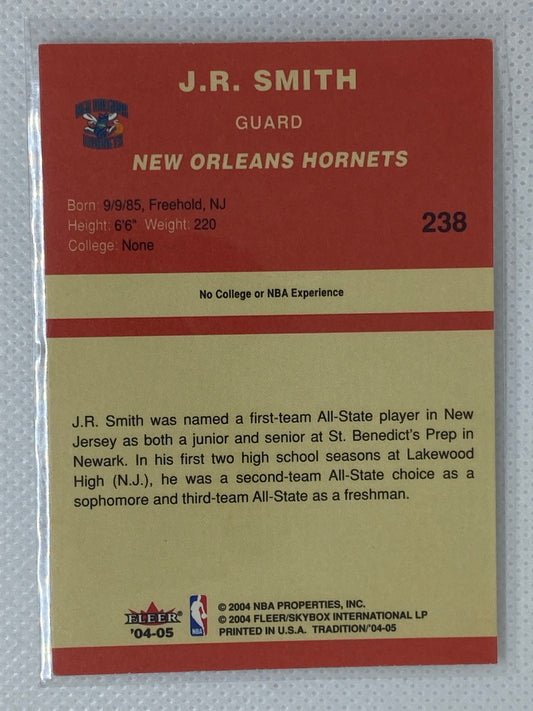 J.R. SMITH
GUARD
NEW ORLEANS HORNETS
NEW ORLEANS
HORNETS
Born: 9/9/85, Freehold, NJ
Height: 6'6" Weight: 220
College: None
238
No College or NBA Experience
J.R. Smith was named a first-team All-State player in New
Jersey as both a junior and senior at St. Benedict's Prep in
Newark. In his first two high school seasons at Lakewood
High (N.J.), he was a second-team All-State choice as a
sophomore and third-team All-State as a freshman.
FLEER
'04-05
NBA
© 2004 NBA PROPERTIES, INC.
© 2004 FLEER/SKYBOX INTERNATIONAL LP
PRINTED IN U.S.A. TRADITION/'04-05